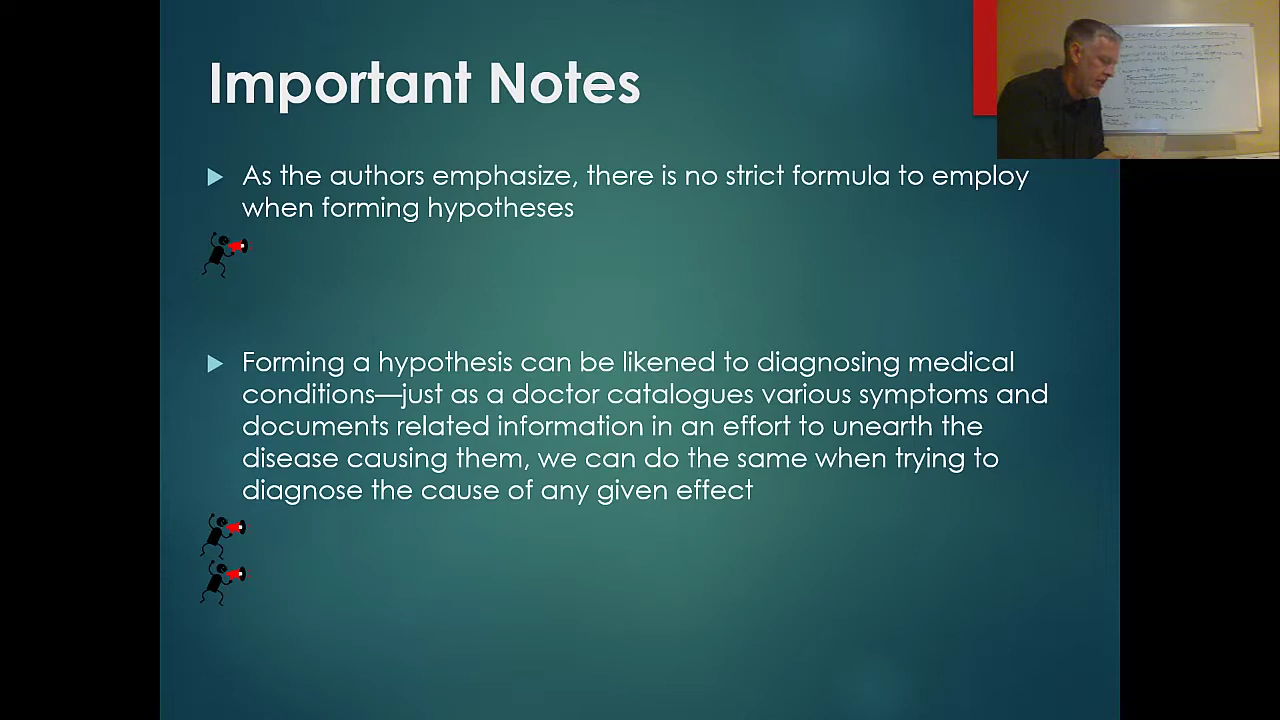 Important Notes
As the authors emphasize, there is no strict formula to employ
when forming hypotheses
Forming a hypothesis can be likened to diagnosing medical
conditions—just as a doctor catalogues various symptoms and
documents related information in an effort to unearth the
disease causing them, we can do the same when trying to
diagnose the cause of any given effect